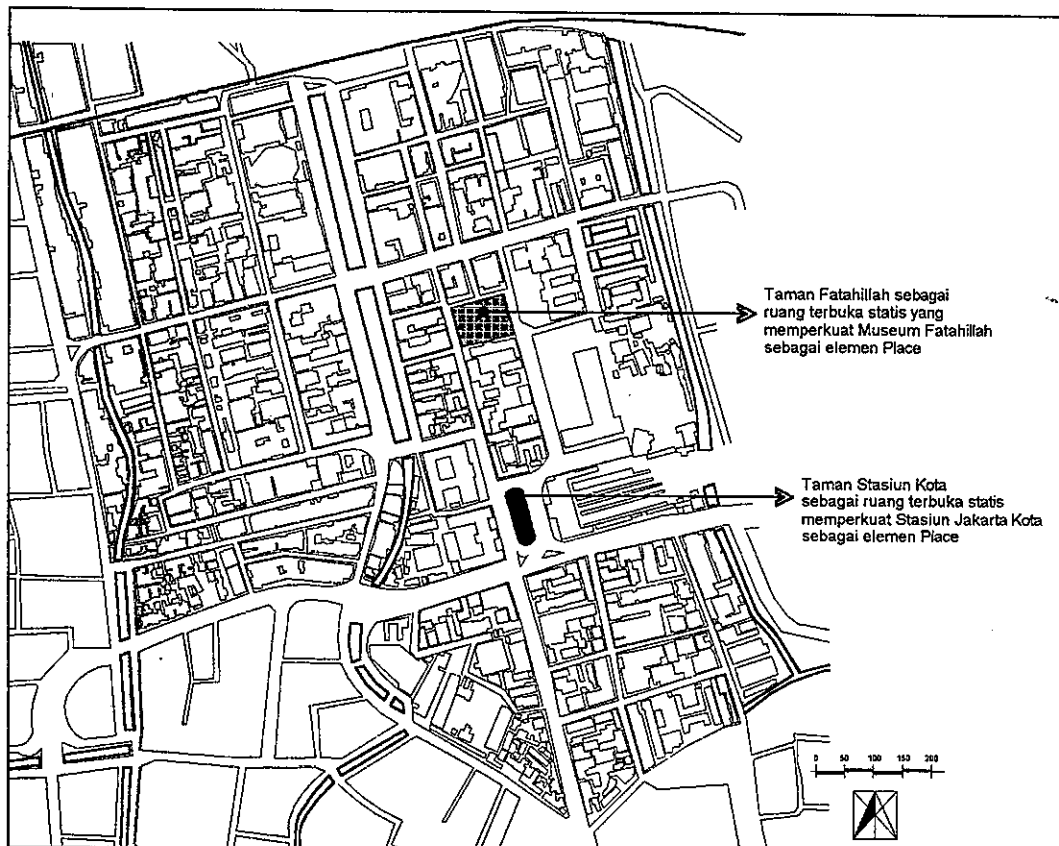 Taman Fatahillah sebagai
ruang terbuka statis yang
memperkuat Museum Fatahillah
sebagai elemen Place
Taman Stasiun Kota
sebagai ruang terbuka statis
memperkuat Stasiun Jakarta Kota
sebagai elemen Place
0 50 100 150 200